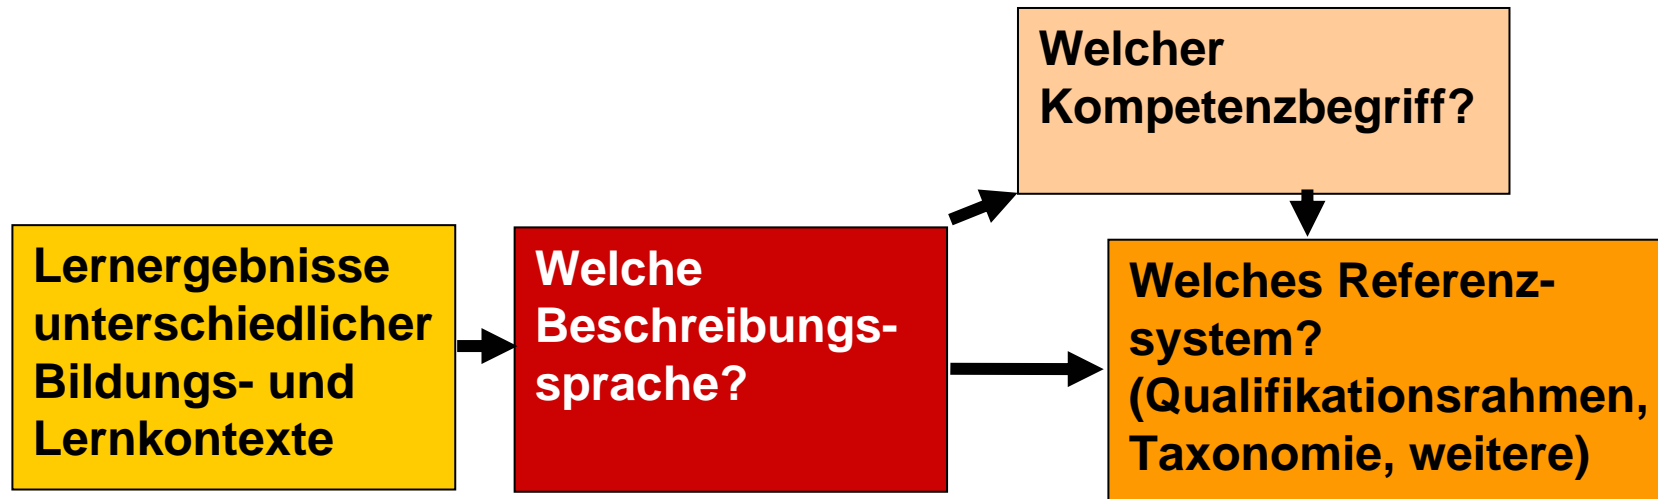 Lernergebnisse
unterschiedlicher
Bildungs- und
Lernkontexte
Welche
Beschreibungs-
sprache?
Welcher
Kompetenzbegriff?
Welches Referenz-
system?
(Qualifikationsrahmen,
Taxonomie, weitere)